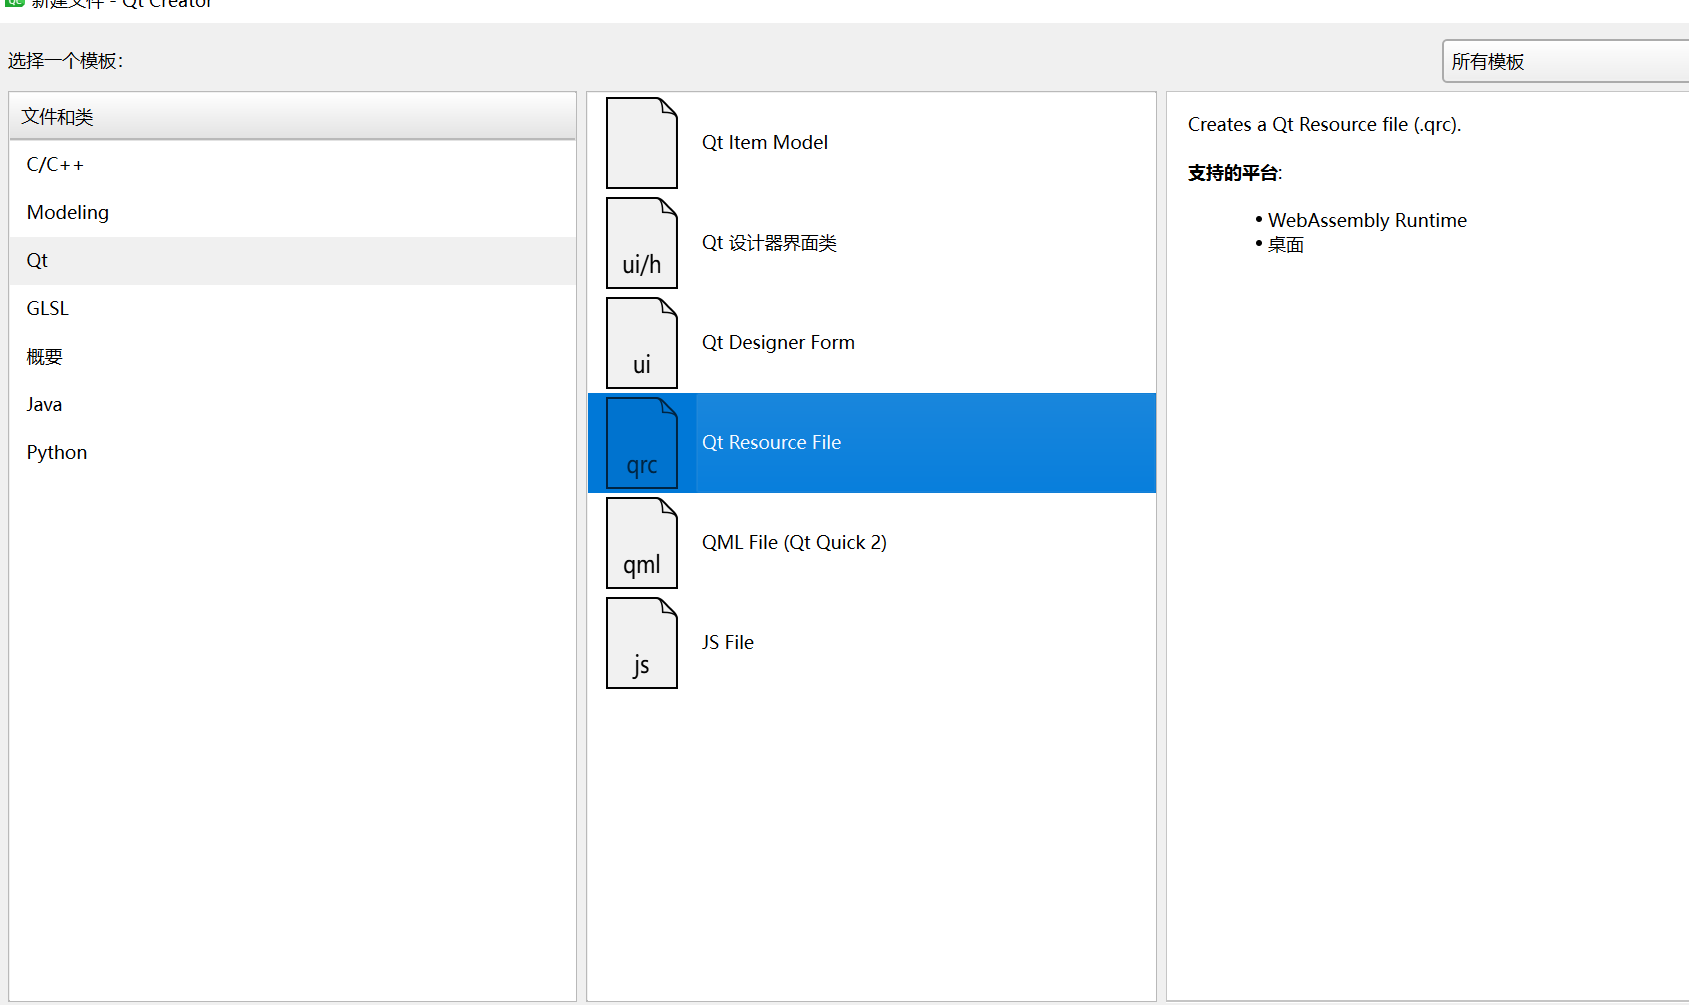 新建文件 - Qt Creator
选择一个模板:
所有模板
文件和类
C/C++
Modeling
Qt
GLSL
概要
Java
Python
Qt Item Model
ui/h
Qt 设计器界面类
ui
Qt Designer Form
qrc
Qt Resource File
qml
QML File (Qt Quick 2)
js
JS File
Creates a Qt Resource file (.qrc).
支持的平台:
• WebAssembly Runtime
• 桌面